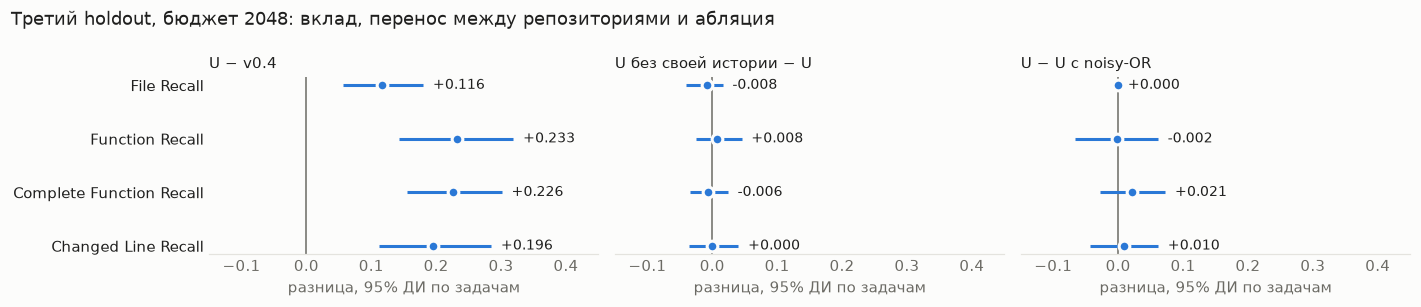 Третий holdout, бюджет 2048: вклад, перенос между репозиториями и абляция
U − v0.4
File Recall
+0.116
Function Recall
+0.233
Complete Function Recall
+0.226
Changed Line Recall
+0.196
−0.1 0.0 0.1 0.2 0.3 0.4
разница, 95% ДИ по задачам
U без своей истории − U
-0.008
+0.008
-0.006
+0.000
−0.1 0.0 0.1 0.2 0.3 0.4
разница, 95% ДИ по задачам
U − U с noisy-OR
+0.000
-0.002
+0.021
+0.010
−0.1 0.0 0.1 0.2 0.3 0.4
разница, 95% ДИ по задачам